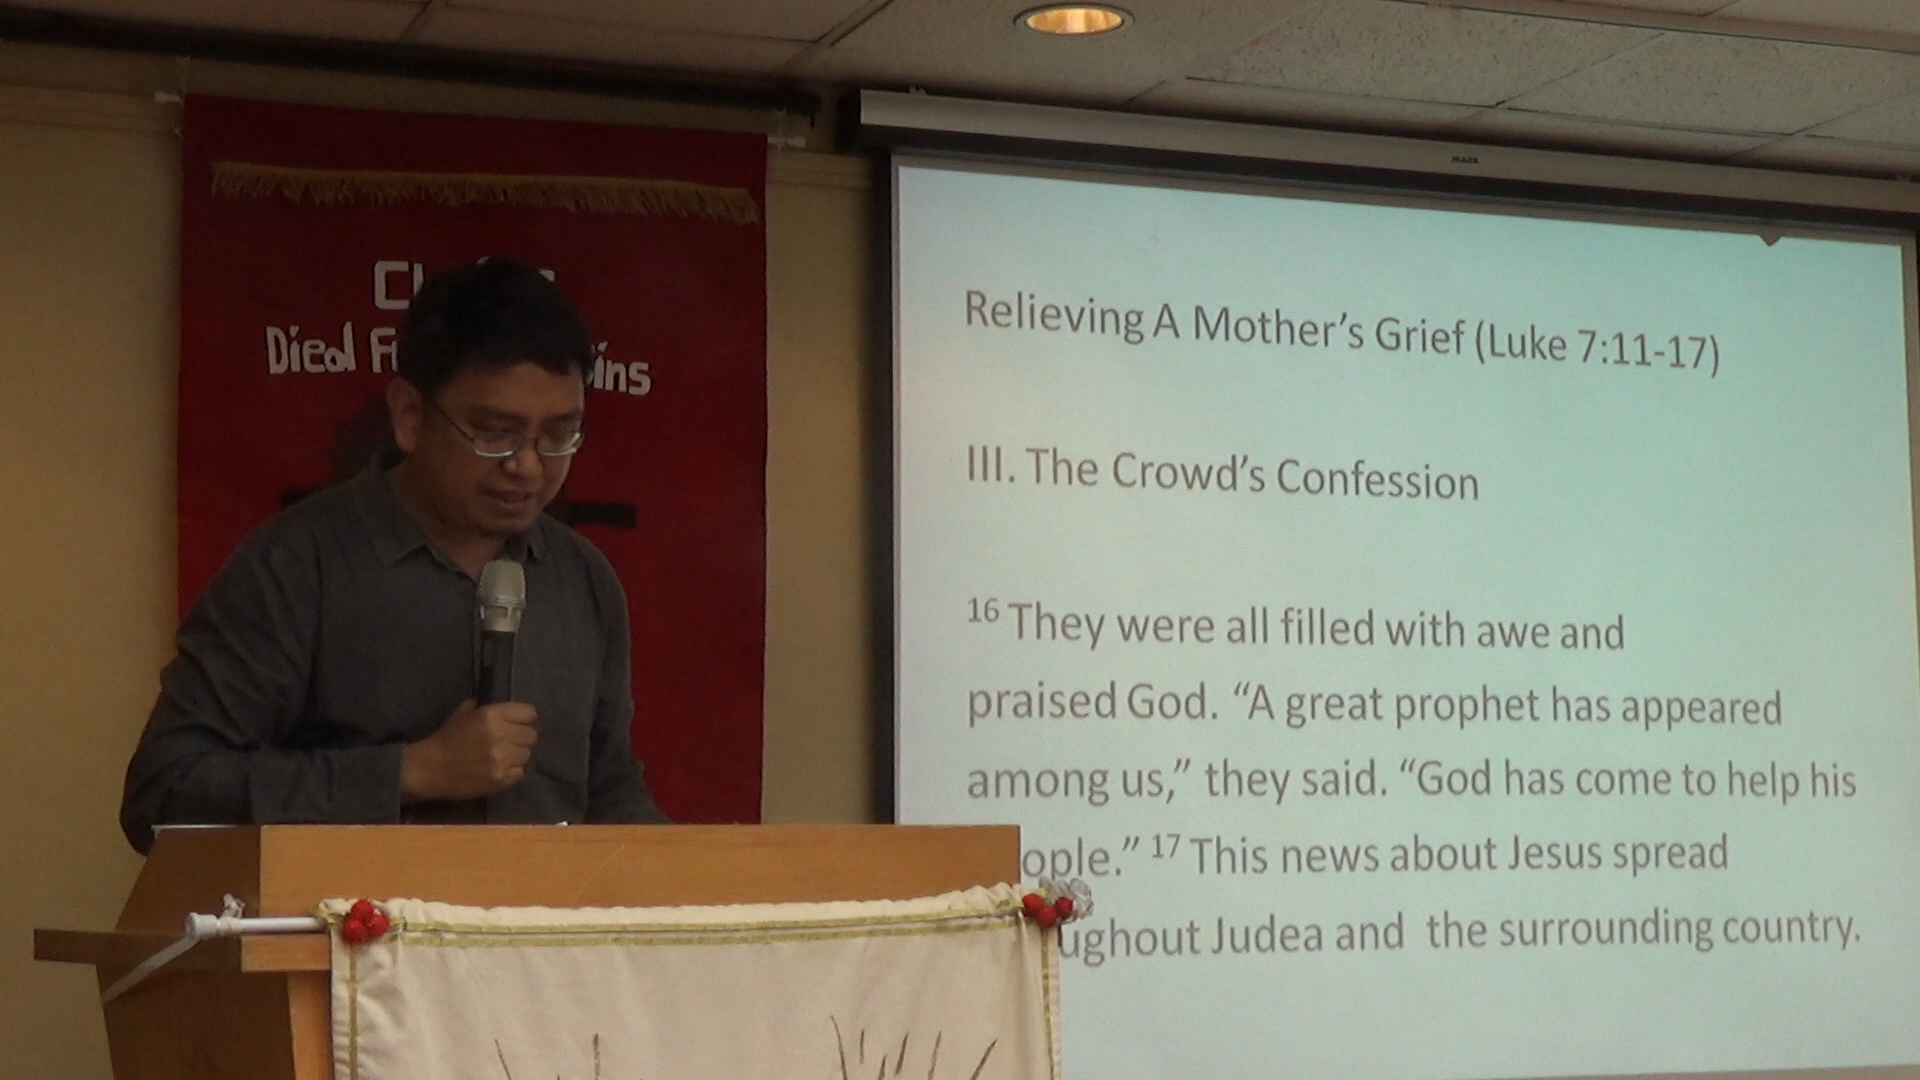 Died
ins
Relieving A Mother's Grief (Luke 7:11-17)
III. The Crowd's Confession
16 They were all filled with awe and
praised God. “A great prophet has appeared
among us,” they said. “God has come to help his
ople.” 17 This news about Jesus spread
ughout Judea and the surrounding country.